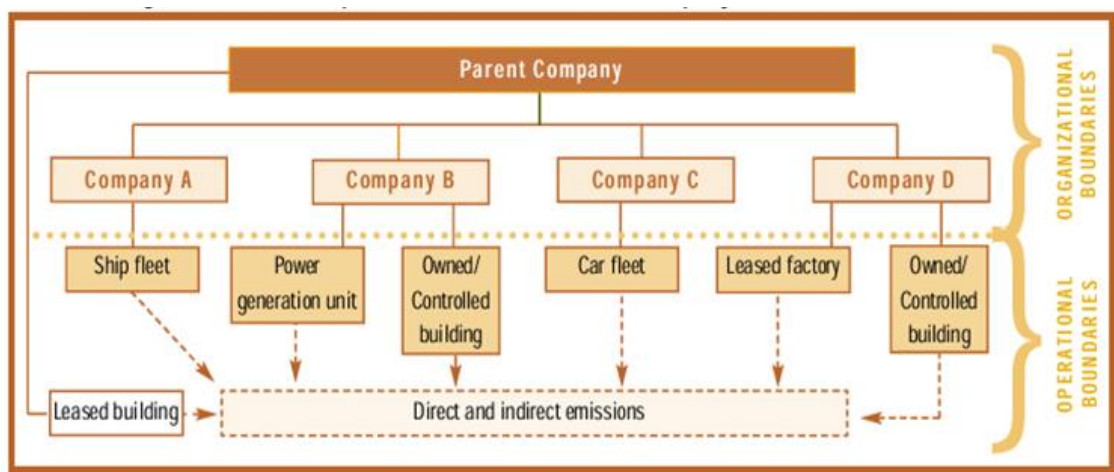 Parent Company
Company A
Company B
Company C
Company D
ORGANIZATIONAL
BOUNDARIES
Ship fleet
Power
generation unit
Owned/
Controlled
building
Car fleet
Leased factory
Owned/
Controlled
building
OPERATIONAL
BOUNDARIES
Leased building
Direct and indirect emissions